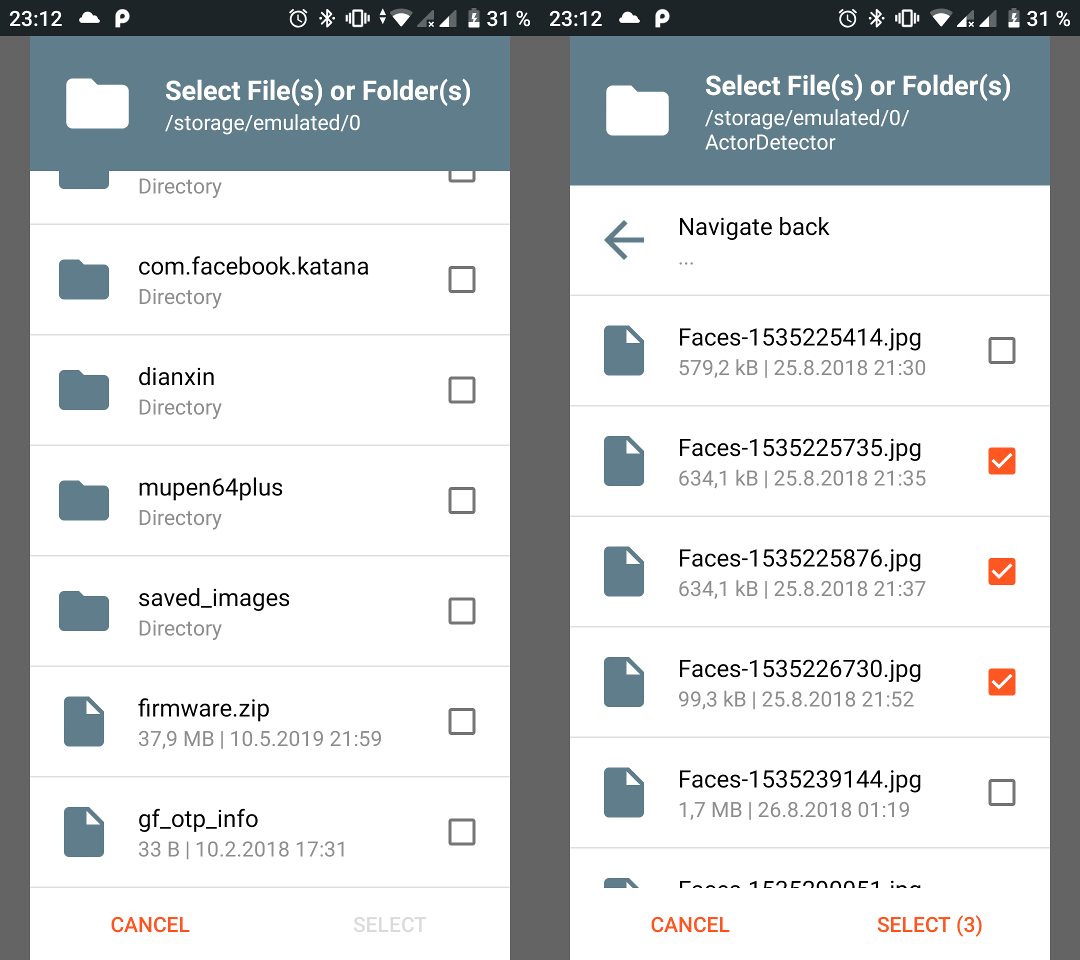 23:12
31 %
Select File(s) or Folder(s)
/storage/emulated/0
Directory
com.facebook.katana
Directory
dianxin
Directory
mupen64plus
Directory
saved_images
Directory
firmware.zip
37,9 MB | 10.5.2019 21:59
gf_otp_info
33 B | 10.2.2018 17:31
CANCEL
SELECT
23:12
31 %
Select File(s) or Folder(s)
/storage/emulated/0/
ActorDetector
Navigate back
...
Faces-1535225414.jpg
579,2 kB | 25.8.2018 21:30
Faces-1535225735.jpg
634,1 kB | 25.8.2018 21:35
Faces-1535225876.jpg
634,1 kB | 25.8.2018 21:37
Faces-1535226730.jpg
99,3 kB | 25.8.2018 21:52
Faces-1535239144.jpg
1,7 MB | 26.8.2018 01:19
CANCEL
SELECT (3)